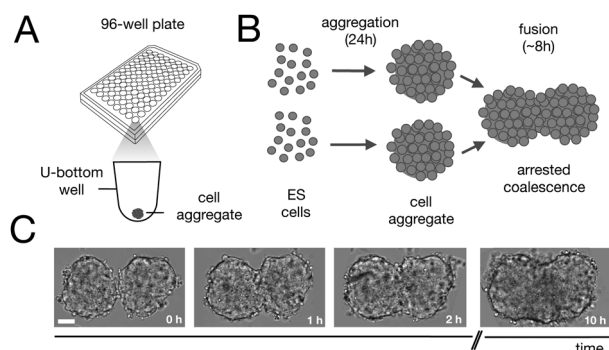 A
96-well plate
U-bottom
well
cell
aggregate
B
aggregation
(24h)
fusion
(~8h)
ES
cells
cell
aggregate
arrested
coalescence
C
0 h
1 h
2 h
10 h
time